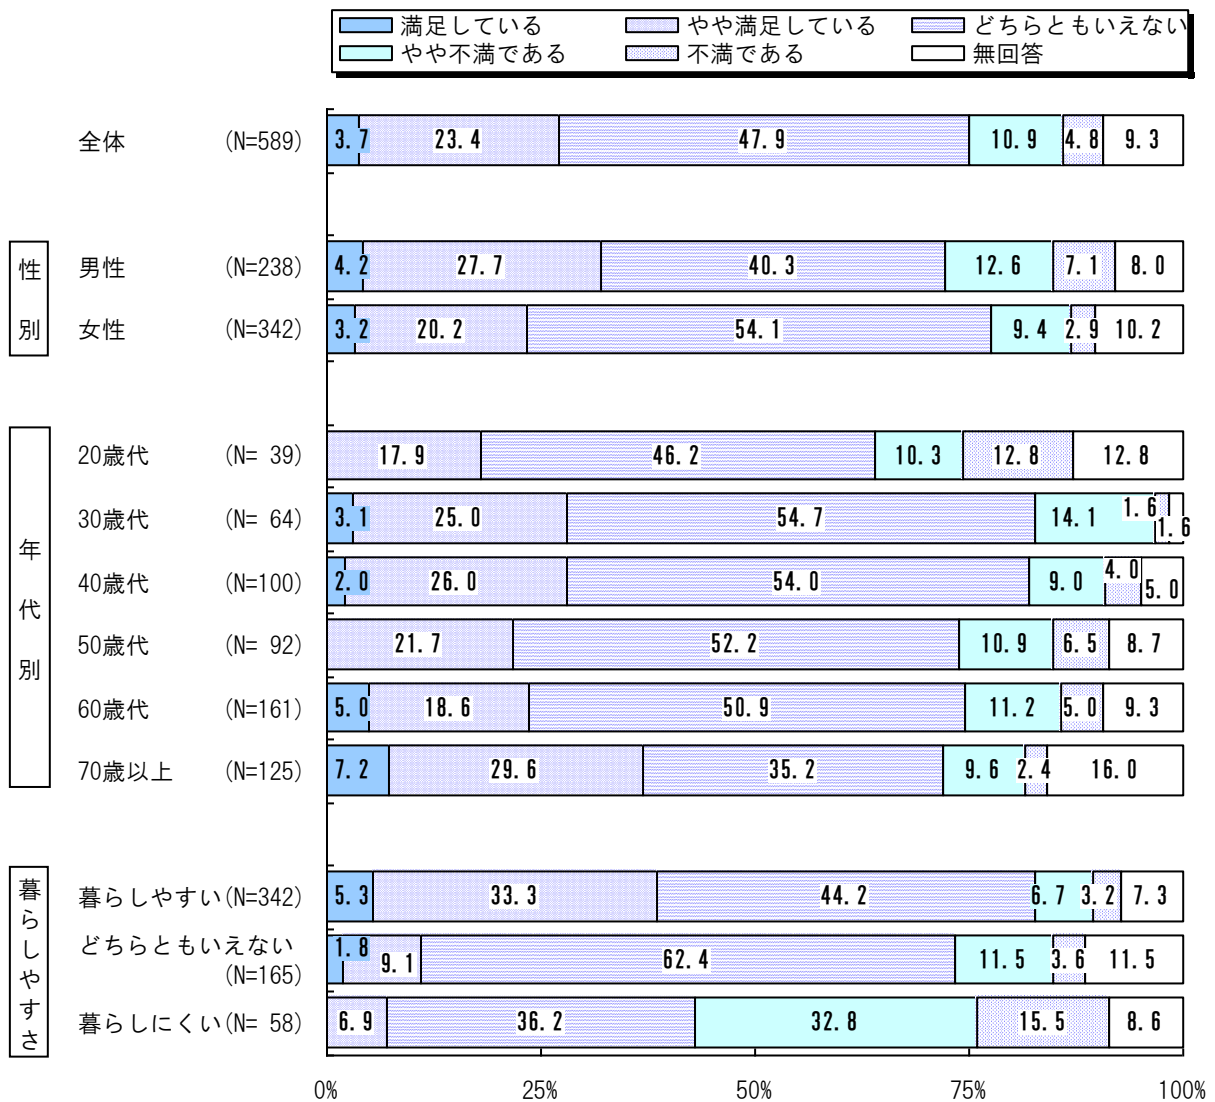 満足している やや満足している どちらともいえない
やや不満である 不満である 無回答
全体 (N=589) 3.7 23.4 47.9 10.9 4.8 9.3
性別
男性 (N=238) 4.2 27.7 40.3 12.6 7.1 8.0
女性 (N=342) 3.2 20.2 54.1 9.4 2.9 10.2
年代別
20歳代 (N= 39) 17.9 46.2 10.3 12.8 12.8
30歳代 (N= 64) 3.1 25.0 54.7 14.1 1.6 1.6
40歳代 (N=100) 2.0 26.0 54.0 9.0 4.0 5.0
50歳代 (N= 92) 21.7 52.2 10.9 6.5 8.7
60歳代 (N=161) 5.0 18.6 50.9 11.2 5.0 9.3
70歳以上 (N=125) 7.2 29.6 35.2 9.6 2.4 16.0
暮らしやすさ
暮らしやすい(N=342) 5.3 33.3 44.2 6.7 3.2 7.3
どちらともいえない
(N=165) 1.8 9.1 62.4 11.5 3.6 11.5
暮らしにくい(N= 58) 6.9 36.2 32.8 15.5 8.6
0% 25% 50% 75% 100%